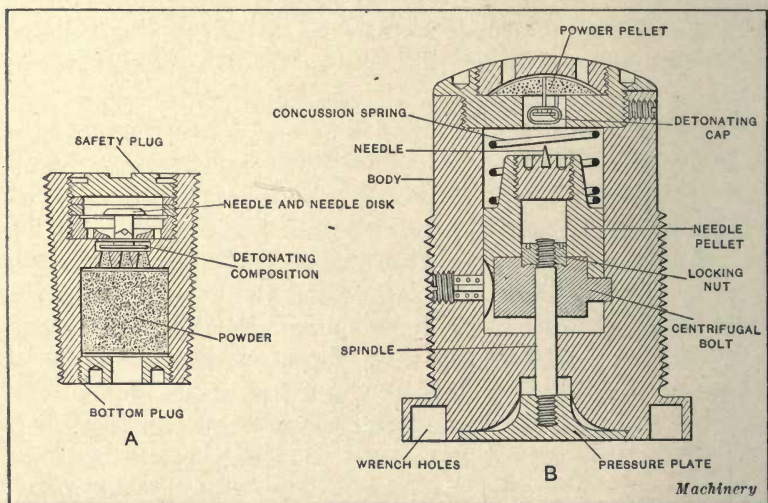 SAFETY PLUG
NEEDLE AND NEEDLE DISK
DETONATING
COMPOSITION
POWDER
BOTTOM PLUG
A
POWDER PELLET
CONCUSSION SPRING
DETONATING
CAP
NEEDLE
BODY
NEEDLE
PELLET
LOCKING
NUT
CENTRIFUGAL
BOLT
SPINDLE
WRENCH HOLES
B
PRESSURE PLATE
Machinery